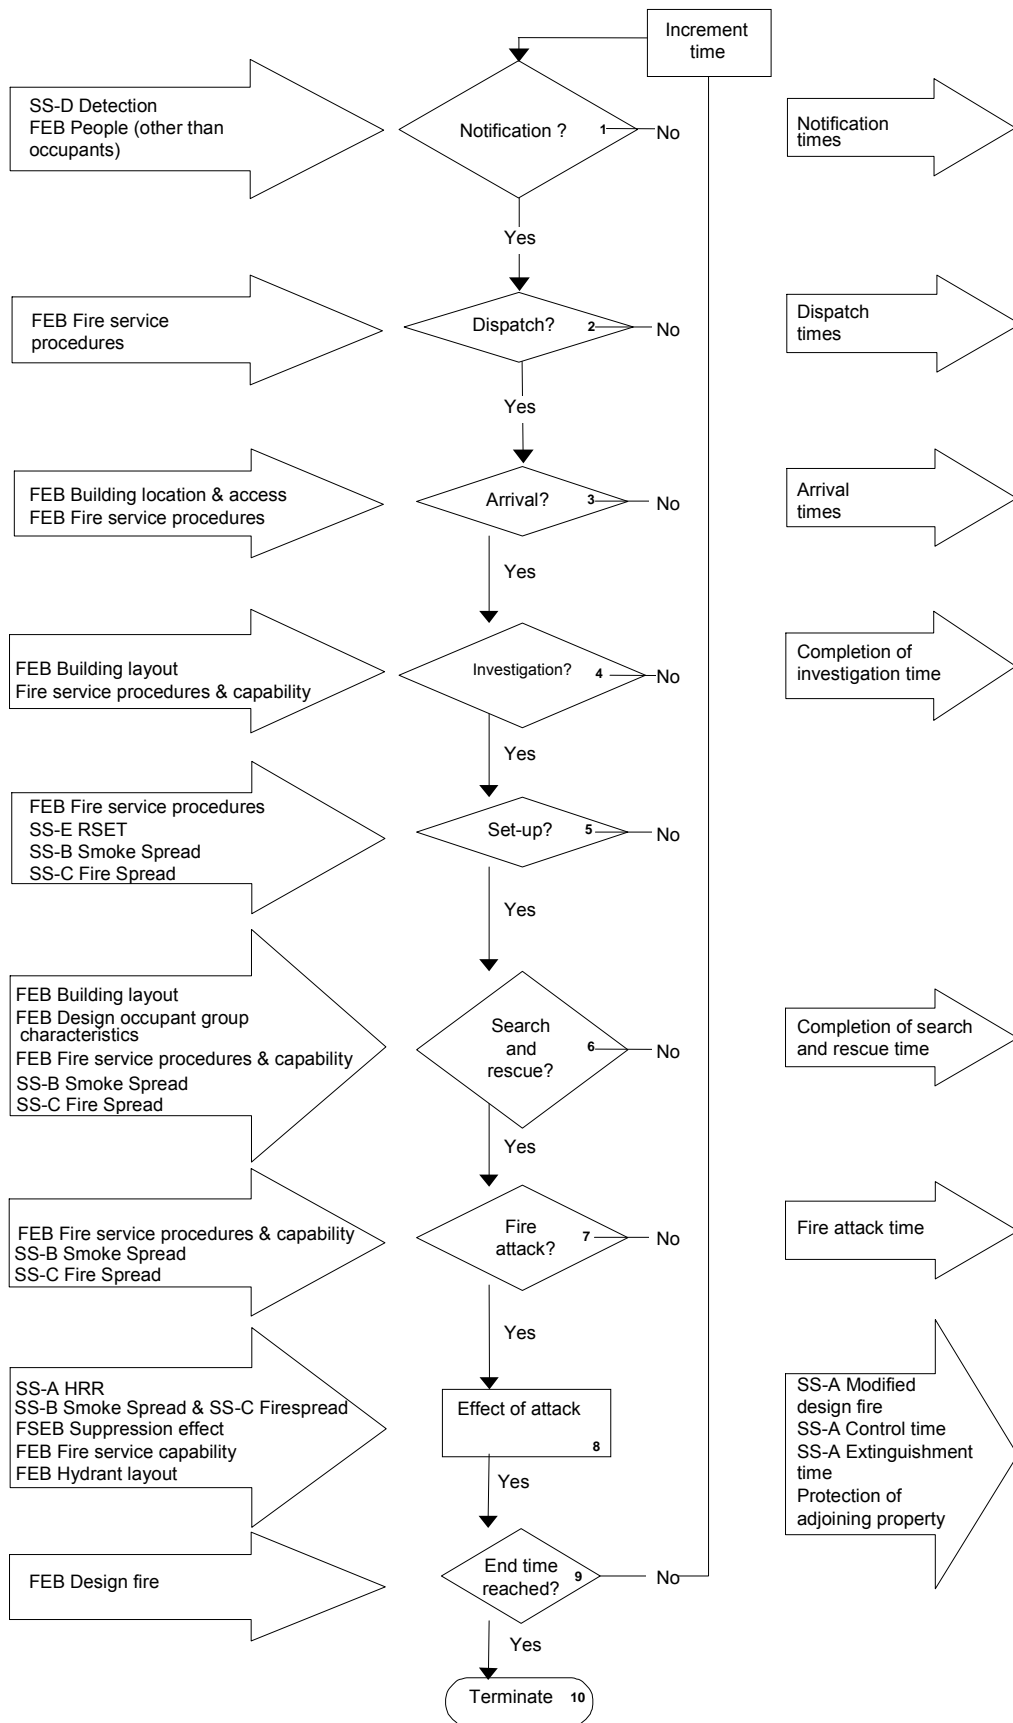 Increment
time
SS-D Detection
FEB People (other than
occupants)
Notification ?
1
No
Notification
times
Yes
FEB Fire service
procedures
Dispatch?
2
No
Dispatch
times
Yes
FEB Building location & access
FEB Fire service procedures
Arrival?
3
No
Arrival
times
Yes
FEB Building layout
Fire service procedures & capability
Investigation?
4
No
Completion of
investigation time
Yes
FEB Fire service procedures
SS-E RSET
SS-B Smoke Spread
SS-C Fire Spread
Set-up?
5
No
Yes
FEB Building layout
FEB Design occupant group
characteristics
FEB Fire service procedures & capability
SS-B Smoke Spread
SS-C Fire Spread
Search
and
rescue?
6
No
Completion of search
and rescue time
Yes
FEB Fire service procedures & capability
SS-B Smoke Spread
SS-C Fire Spread
Fire
attack?
7
No
Fire attack time
Yes
SS-A HRR
SS-B Smoke Spread & SS-C Firespread
FSEB Suppression effect
FEB Fire service capability
FEB Hydrant layout
Effect of attack
8
SS-A Modified
design fire
SS-A Control time
SS-A Extinguishment
time
Protection of
adjoining property
Yes
FEB Design fire
End time
reached?
9
No
Yes
Terminate
10